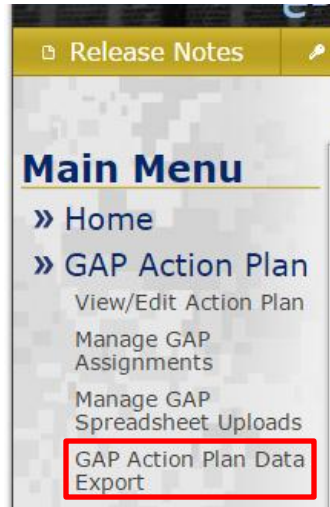 Release Notes
Main Menu
» Home
» GAP Action Plan
View/Edit Action Plan
Manage GAP
Assignments
Manage GAP
Spreadsheet Uploads
GAP Action Plan Data
Export